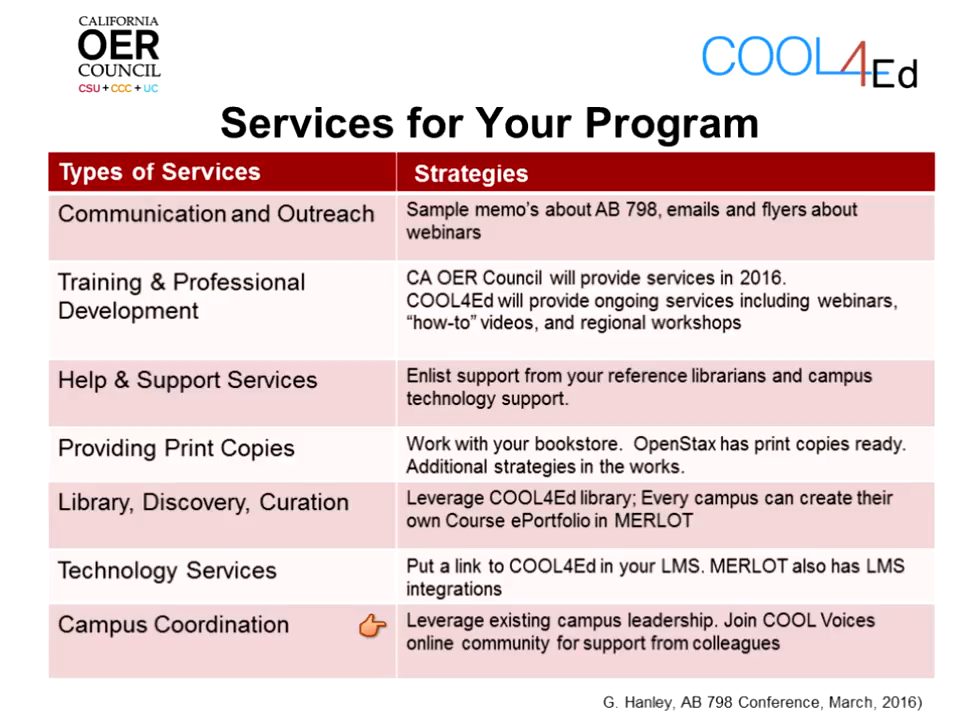 CALIFORNIA
OER
COUNCIL
CSU + CCC + UC
COOL4Ed
Services for Your Program
Types of Services
Strategies
Communication and Outreach
Sample memo's about AB 798, emails and flyers about
webinars
Training & Professional
Development
CA OER Council will provide services in 2016.
COOL4Ed will provide ongoing services including webinars,
“how-to” videos, and regional workshops
Help & Support Services
Enlist support from your reference librarians and campus
technology support.
Providing Print Copies
Work with your bookstore.  OpenStax has print copies ready.
Additional strategies in the works.
Library, Discovery, Curation
Leverage COOL4Ed library; Every campus can create their
own Course ePortfolio in MERLOT
Technology Services
Put a link to COOL4Ed in your LMS. MERLOT also has LMS
integrations
Campus Coordination
Leverage existing campus leadership. Join COOL Voices
online community for support from colleagues
G. Hanley, AB 798 Conference, March, 2016)